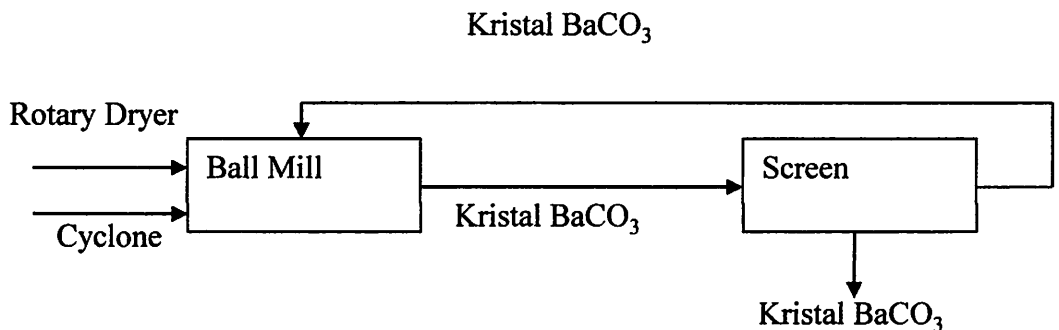 Kristal BaCO₃
Rotary Dryer
Ball Mill
Screen
Kristal BaCO₃
Cyclone
Kristal BaCO₃